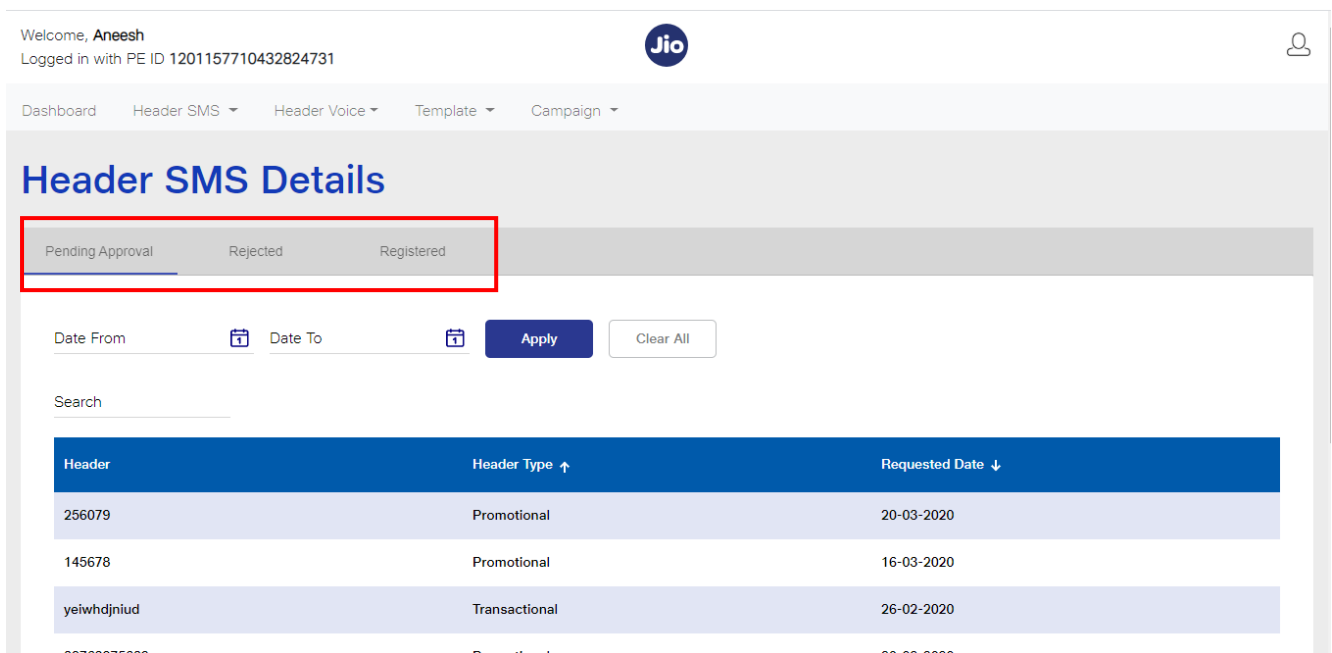 Welcome, Aneesh
Jio
Logged in with PE ID 1201157710432824731
Dashboard Header SMS Header Voice Template Campaign
Header SMS Details
Pending Approval Rejected Registered
Date From 1 Date To 1 Apply Clear All
Search
Header Header Type Requested Date
256079 Promotional 20-03-2020
145678 Promotional 16-03-2020
yeiwhdjniud Transactional 26-02-2020